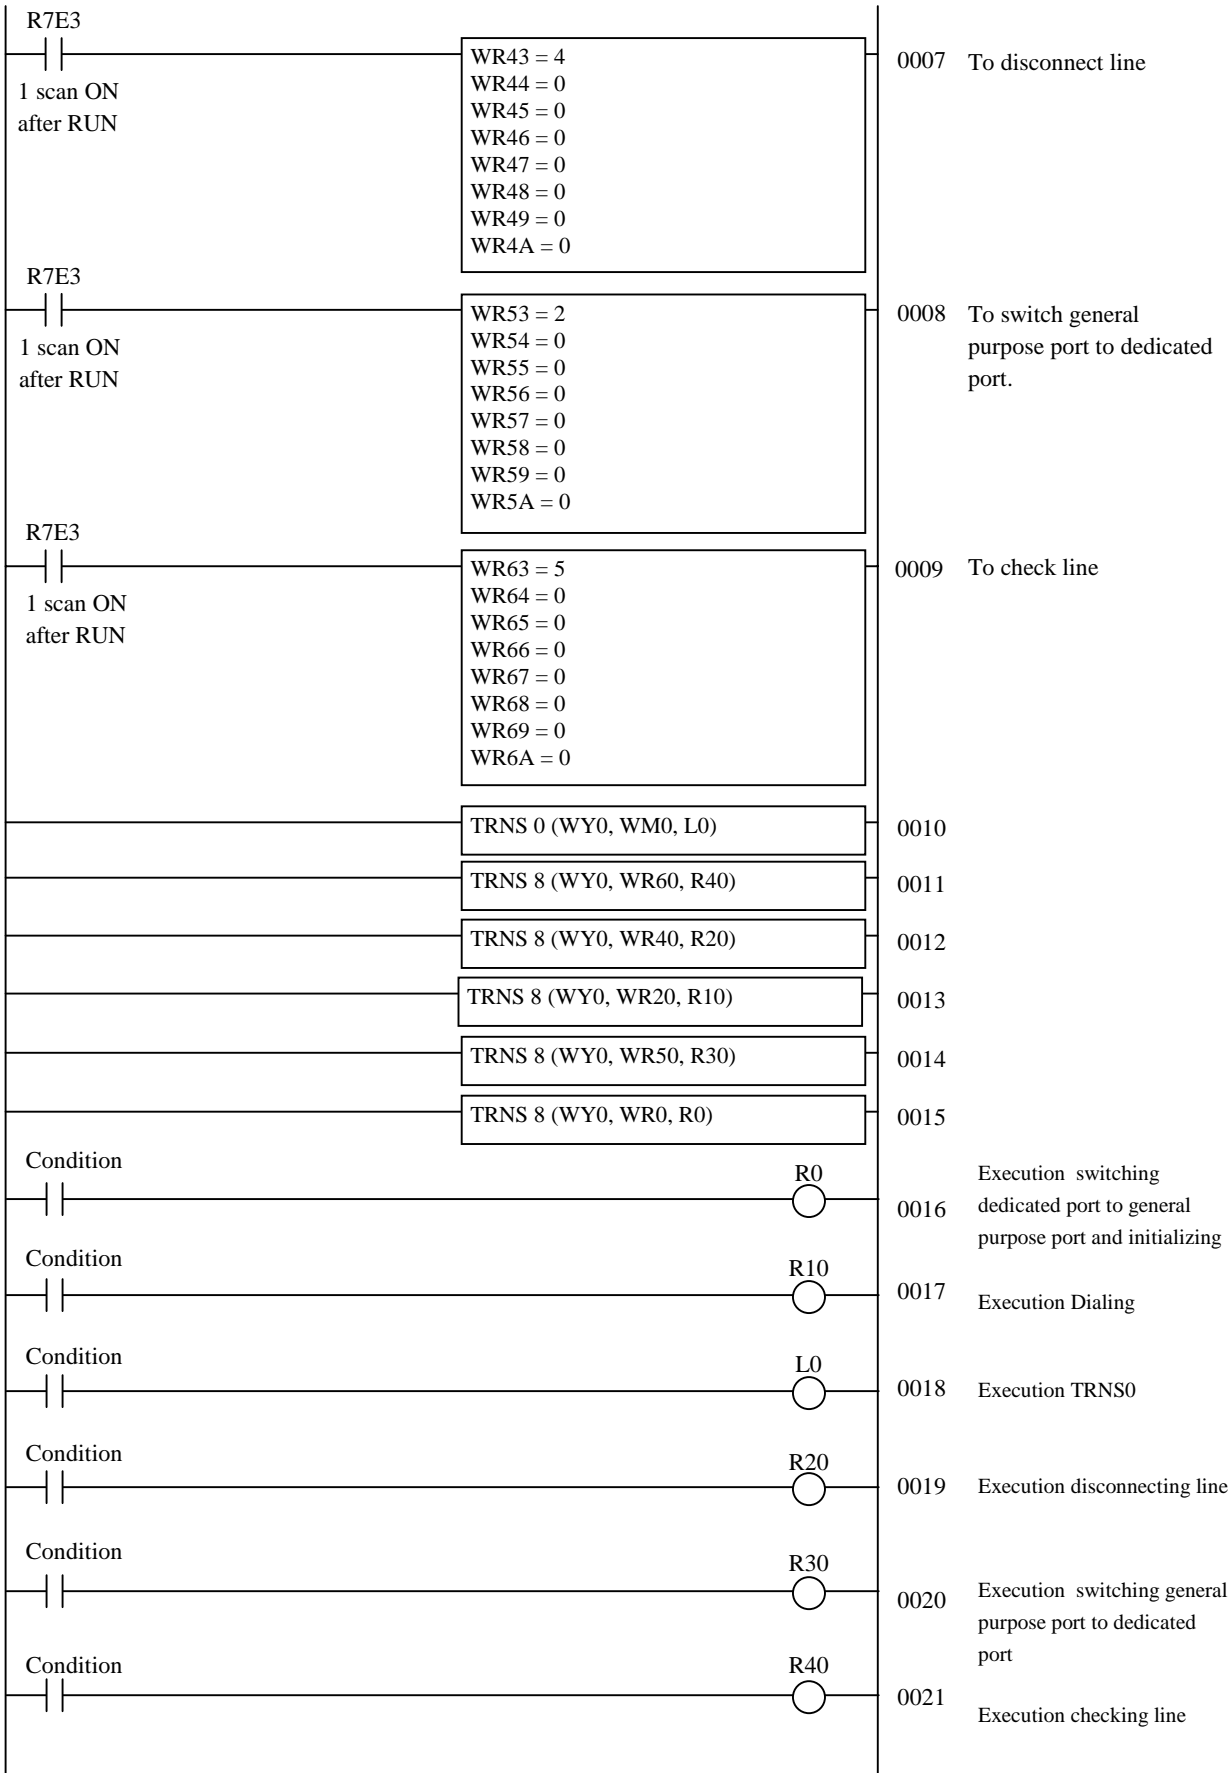 R7E3
1 scan ON
after RUN
WR43 = 4
WR44 = 0
WR45 = 0
WR46 = 0
WR47 = 0
WR48 = 0
WR49 = 0
WR4A = 0
0007
To disconnect line
R7E3
1 scan ON
after RUN
WR53 = 2
WR54 = 0
WR55 = 0
WR56 = 0
WR57 = 0
WR58 = 0
WR59 = 0
WR5A = 0
0008
To switch general
purpose port to dedicated
port.
R7E3
1 scan ON
after RUN
WR63 = 5
WR64 = 0
WR65 = 0
WR66 = 0
WR67 = 0
WR68 = 0
WR69 = 0
WR6A = 0
0009
To check line
TRNS 0 (WY0, WM0, L0)
0010
TRNS 8 (WY0, WR60, R40)
0011
TRNS 8 (WY0, WR40, R20)
0012
TRNS 8 (WY0, WR20, R10)
0013
TRNS 8 (WY0, WR50, R30)
0014
TRNS 8 (WY0, WR0, R0)
0015
Condition
R0
0016
Execution switching
dedicated port to general
purpose port and initializing
Condition
R10
0017
Execution Dialing
Condition
L0
0018
Execution TRNS0
Condition
R20
0019
Execution disconnecting line
Condition
R30
0020
Execution switching general
purpose port to dedicated
port
Condition
R40
0021
Execution checking line